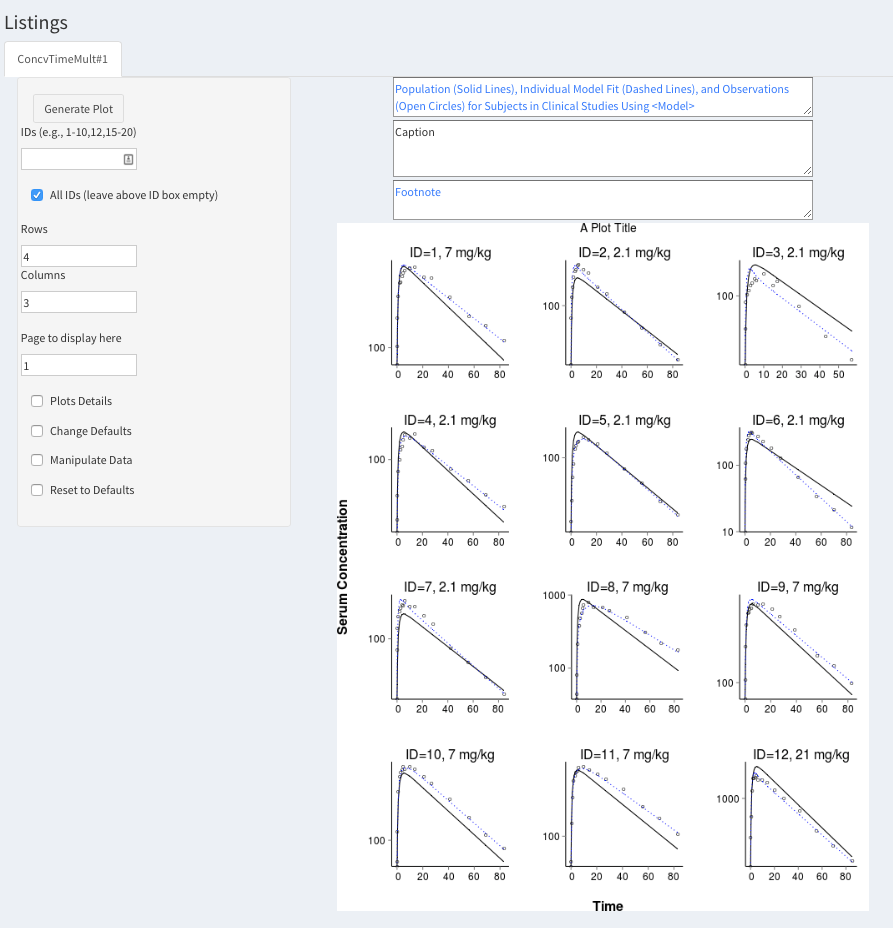 Listings
ConcvTimeMult#1
Generate Plot
IDs (e.g., 1-10,12,15-20)
All IDs (leave above ID box empty)
Rows
4
Columns
3
Page to display here
1
Plots Details
Change Defaults
Manipulate Data
Reset to Defaults
Population (Solid Lines), Individual Model Fit (Dashed Lines), and Observations
(Open Circles) for Subjects in Clinical Studies Using <Model>
Caption
Footnote
A Plot Title
Serum Concentration
ID=1, 7 mg/kg
100
0 20 40 60 80
ID=2, 2.1 mg/kg
100
0 20 40 60 80
ID=3, 2.1 mg/kg
100
0 10 20 30 40 50
ID=4, 2.1 mg/kg
100
0 20 40 60 80
ID=5, 2.1 mg/kg
100
0 20 40 60 80
ID=6, 2.1 mg/kg
100
10
0 20 40 60 80
ID=7, 2.1 mg/kg
100
0 20 40 60 80
ID=8, 7 mg/kg
1000
100
0 20 40 60 80
ID=9, 7 mg/kg
100
0 20 40 60 80
ID=10, 7 mg/kg
100
0 20 40 60 80
ID=11, 7 mg/kg
100
0 20 40 60 80
ID=12, 21 mg/kg
1000
0 20 40 60 80
Time